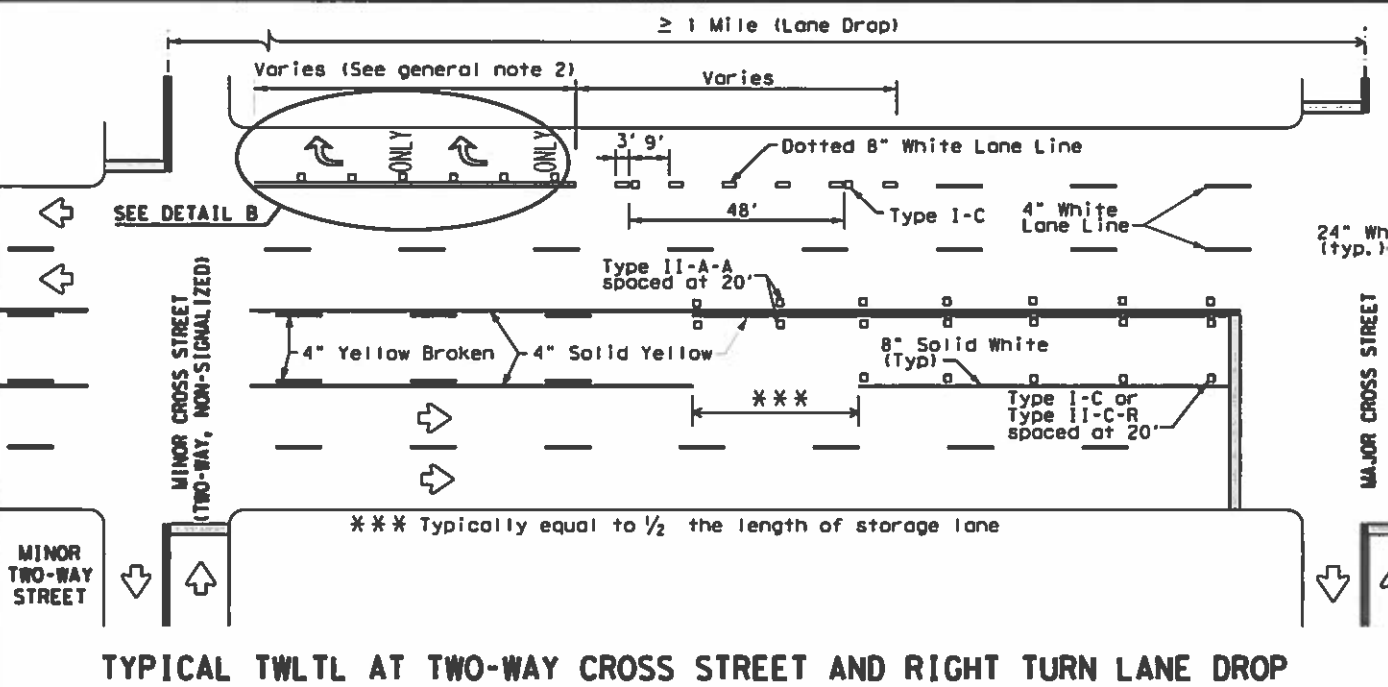 ≥ 1 Mile (Lane Drop)
Varies (See general note 2)
Varies
ONLY
ONLY
3' 9'
Dotted 8" White Lane Line
SEE DETAIL B
48'
Type I-C
4" White
Lane Line
24" Wh
(typ.)
Type II-A-A
spaced at 20'
MINOR CROSS STREET
(TWO-WAY, NON-SIGNALIZED)
4" Yellow Broken
4" Solid Yellow
8" Solid White
(Typ)
***
Type I-C or
Type II-C-R
spaced at 20'
MAJOR CROSS STREET
*** Typically equal to ½ the length of storage lane
MINOR
TWO-WAY
STREET
TYPICAL TWLTL AT TWO-WAY CROSS STREET AND RIGHT TURN LANE DROP